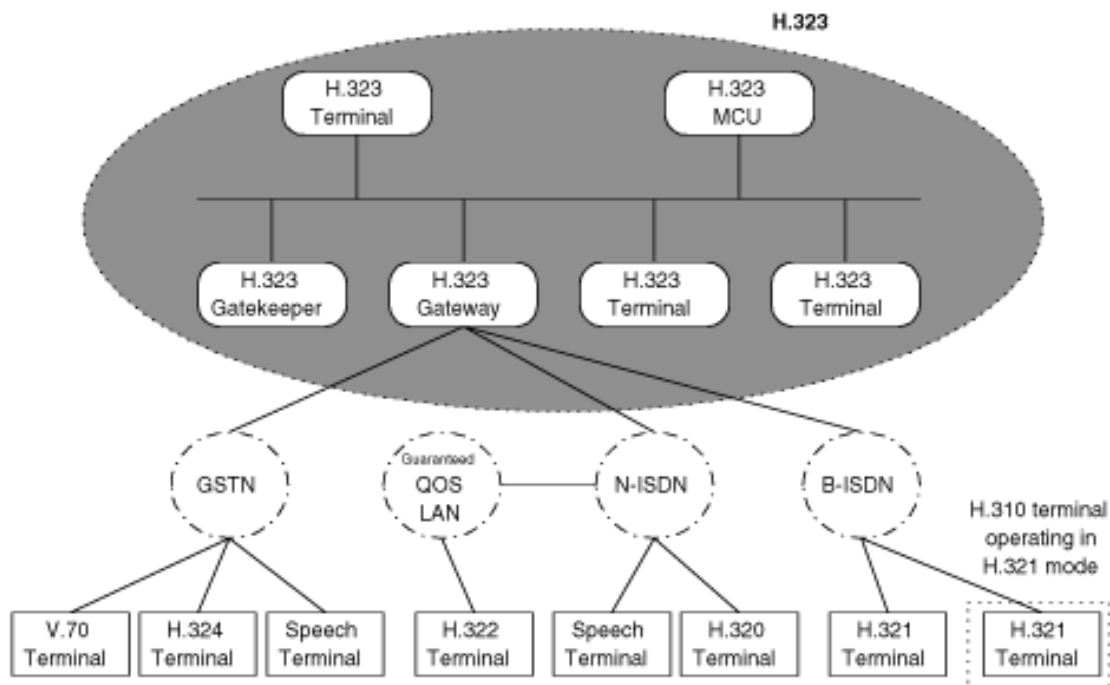 H.323
H.323
Terminal
H.323
MCU
H.323
Gatekeeper
H.323
Gateway
H.323
Terminal
H.323
Terminal
GSTN
Guaranteed
QOS
LAN
N-ISDN
B-ISDN
H.310 terminal
operating in
H.321 mode
V.70
Terminal
H.324
Terminal
Speech
Terminal
H.322
Terminal
Speech
Terminal
H.320
Terminal
H.321
Terminal
H.321
Terminal